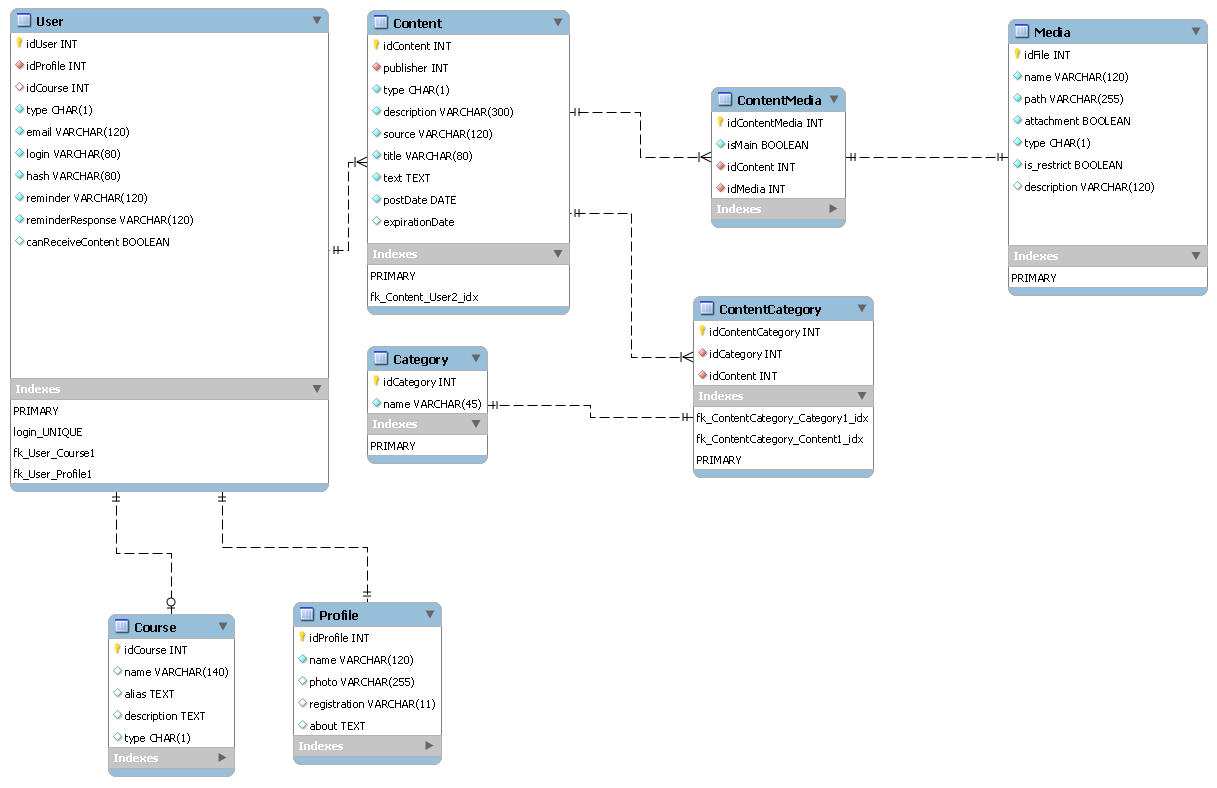 User
idUser INT
idProfile INT
idCourse INT
type CHAR(1)
email VARCHAR(120)
login VARCHAR(80)
hash VARCHAR(80)
reminder VARCHAR(120)
reminderResponse VARCHAR(120)
canReceiveContent BOOLEAN
Indexes
PRIMARY
login_UNIQUE
fk_User_Course1
fk_User_Profile1
Content
idContent INT
publisher INT
type CHAR(1)
description VARCHAR(300)
source VARCHAR(120)
title VARCHAR(80)
text TEXT
postDate DATE
expirationDate
Indexes
PRIMARY
fk_Content_User2_idx
ContentMedia
idContentMedia INT
isMain BOOLEAN
idContent INT
idMedia INT
Indexes
Media
idFile INT
name VARCHAR(120)
path VARCHAR(255)
attachment BOOLEAN
type CHAR(1)
is_restrict BOOLEAN
description VARCHAR(120)
Indexes
PRIMARY
Category
idCategory INT
name VARCHAR(45)
Indexes
PRIMARY
ContentCategory
idContentCategory INT
idCategory INT
idContent INT
Indexes
fk_ContentCategory_Category1_idx
fk_ContentCategory_Content1_idx
PRIMARY
Course
idCourse INT
name VARCHAR(140)
alias TEXT
description TEXT
type CHAR(1)
Indexes
Profile
idProfile INT
name VARCHAR(120)
photo VARCHAR(255)
registration VARCHAR(11)
about TEXT
Indexes